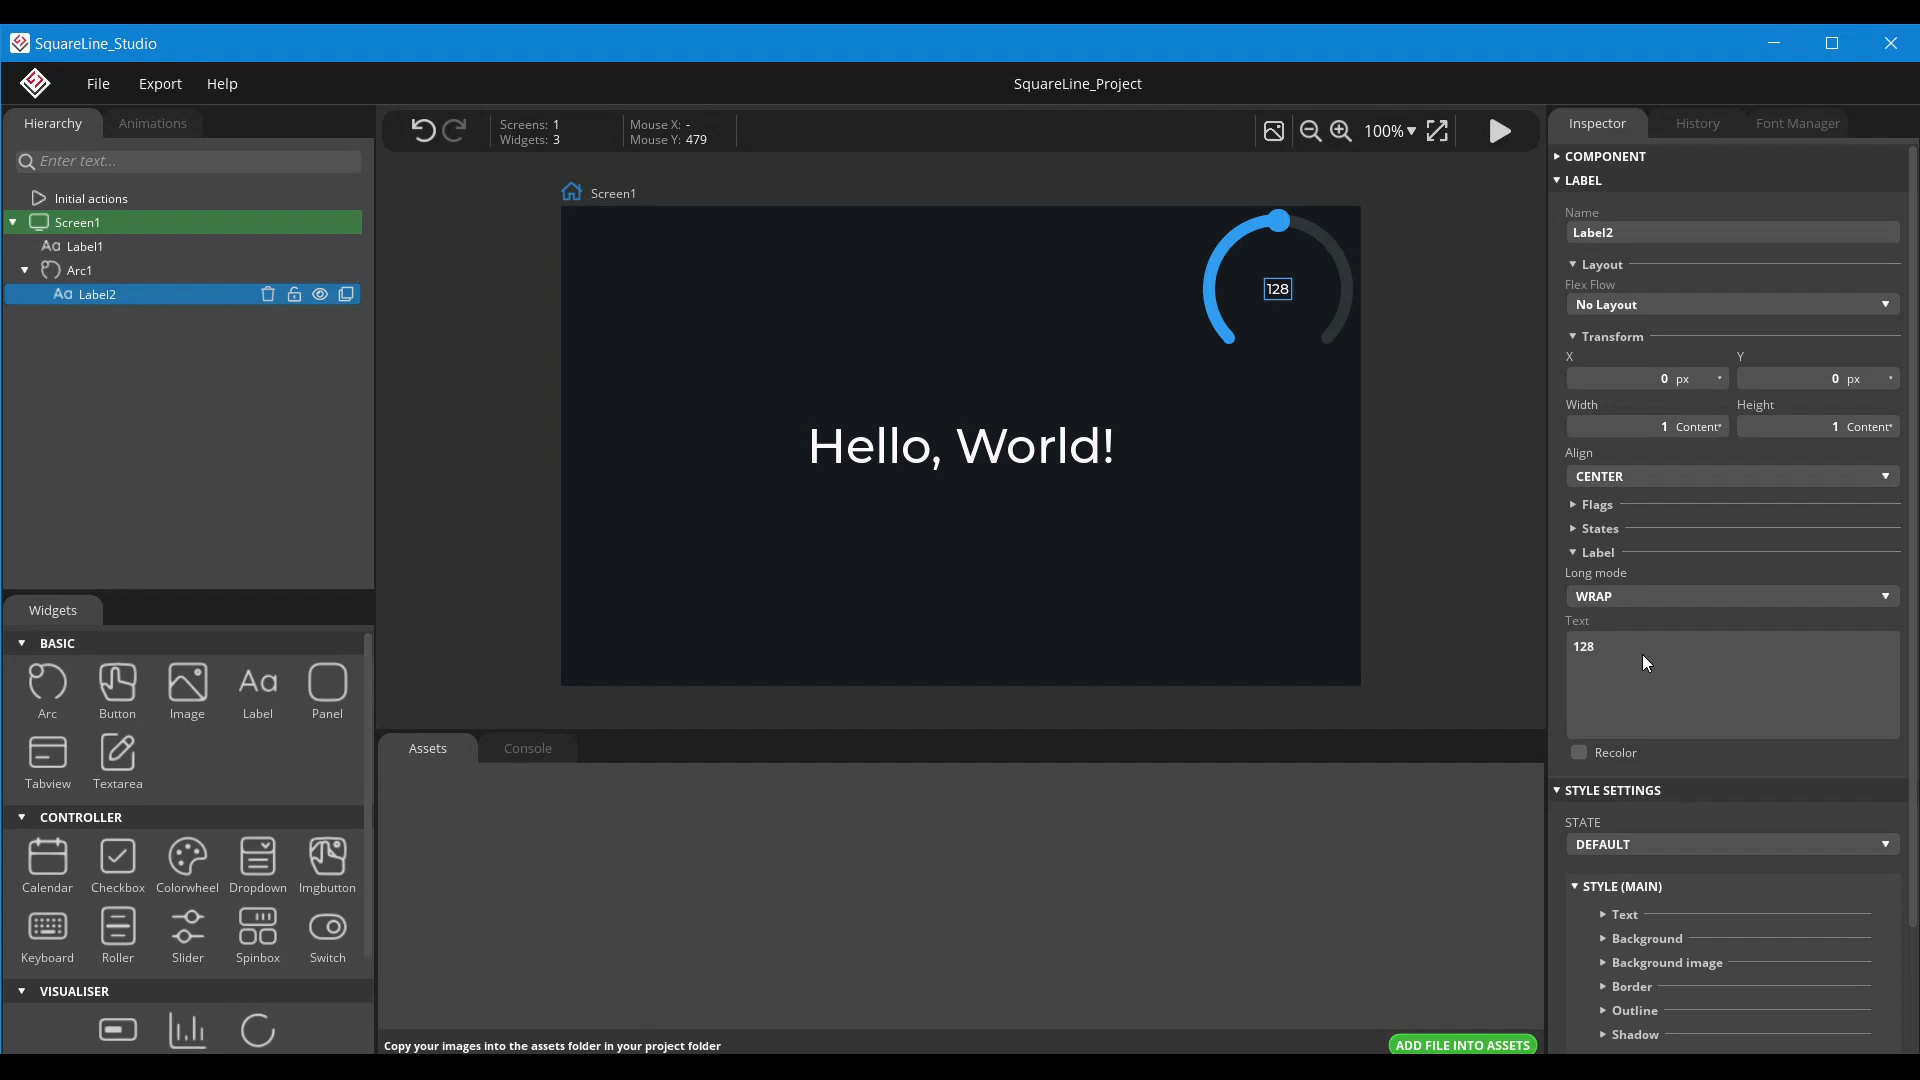 SquareLine_Studio
File Export Help
SquareLine_Project
Hierarchy Animations
Enter text...
Initial actions
Screen1
Label1
Arc1
Label2
Widgets
BASIC
Arc Button Image Label Panel
Tabview Textarea
CONTROLLER
Calendar Checkbox Colorwheel Dropdown Imgbutton
Keyboard Roller Slider Spinbox Switch
VISUALISER
Screens: 1
Widgets: 3
Mouse X: -
Mouse Y: 479
100%
Screen1
128
Hello, World!
Assets Console
Copy your images into the assets folder in your project folder
ADD FILE INTO ASSETS
Inspector History Font Manager
COMPONENT
LABEL
Name
Label2
Layout
Flex Flow
No Layout
Transform
X Y
0 px 0 px
Width Height
1 Content 1 Content
Align
CENTER
Flags
States
Label
Long mode
WRAP
Text
128
Recolor
STYLE SETTINGS
STATE
DEFAULT
STYLE (MAIN)
Text
Background
Background image
Border
Outline
Shadow